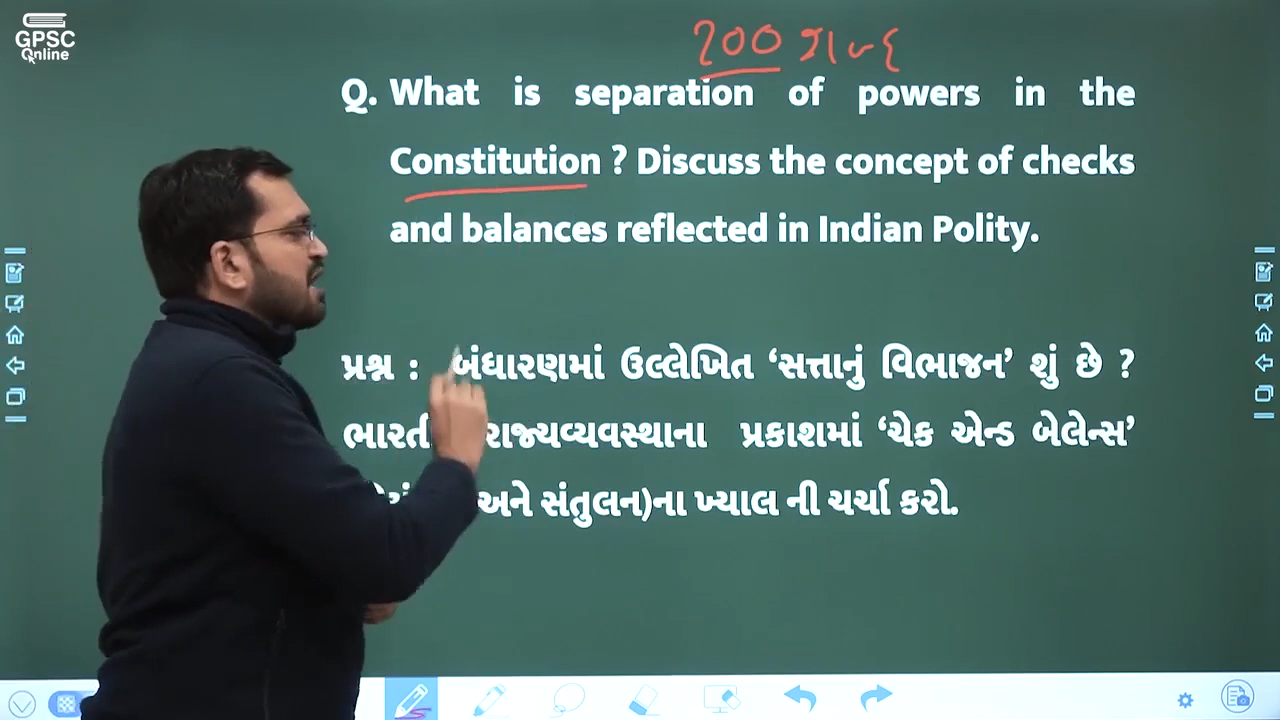 GPSC
Online
200 શબ્દ
Q. What is separation of powers in the
Constitution ? Discuss the concept of checks
and balances reflected in Indian Polity.
પ્રશ્ન : બંધારણમાં ઉલ્લેખિત ‘સત્તાનું વિભાજન’ શું છે ?
રાજ્યવ્યવસ્થાના પ્રકાશમાં ‘ચેક એન્ડ બેલેન્સ’
અને સંતુલન)ના ખ્યાલ ની ચર્ચા કરો.